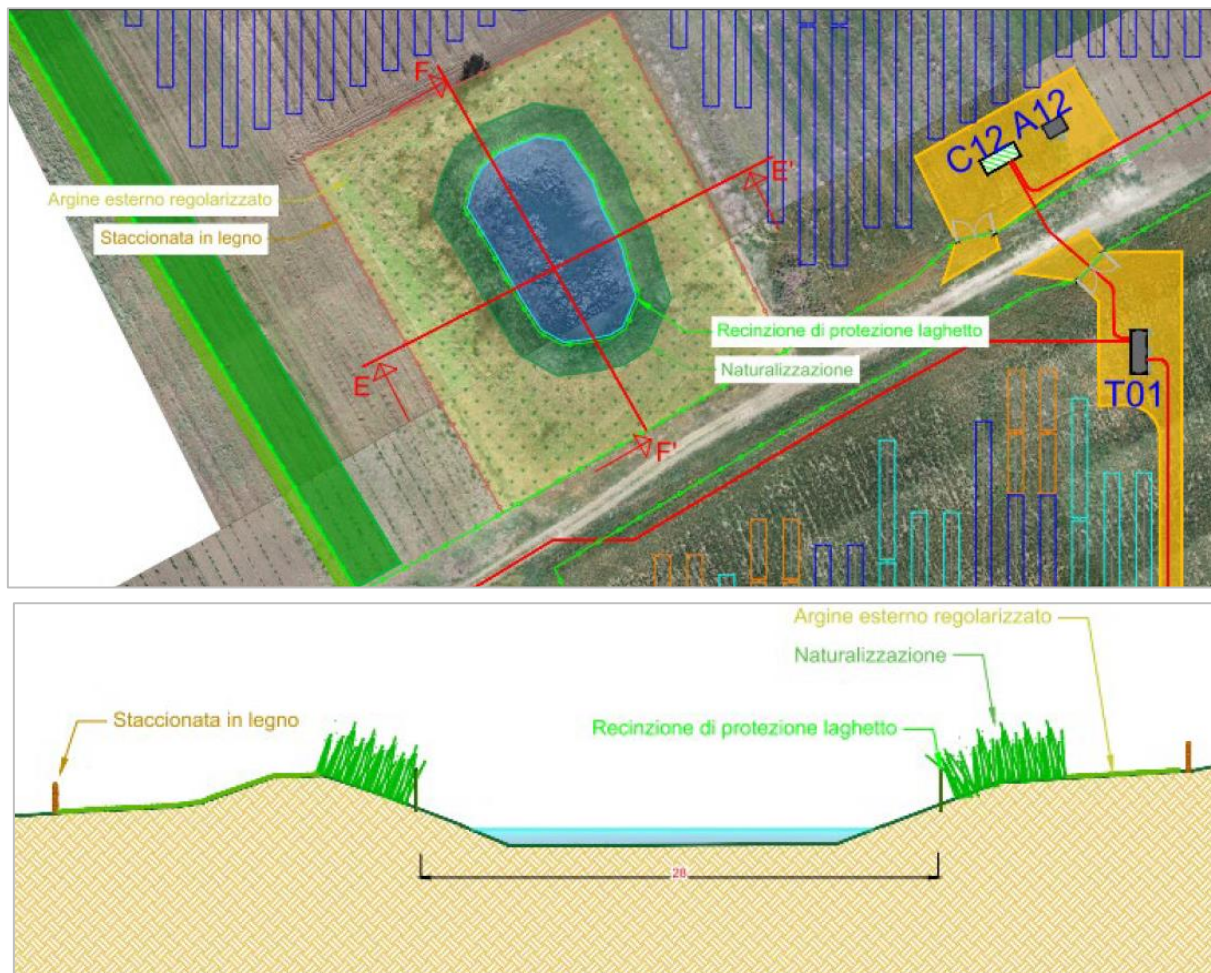 F
C12 A12
E'
Argine esterno regolarizzato
Staccionata in legno
Recinzione di protezione laghetto
Naturalizzazione
E
T01
F'
Argine esterno regolarizzato
Naturalizzazione
Staccionata in legno
Recinzione di protezione laghetto
28